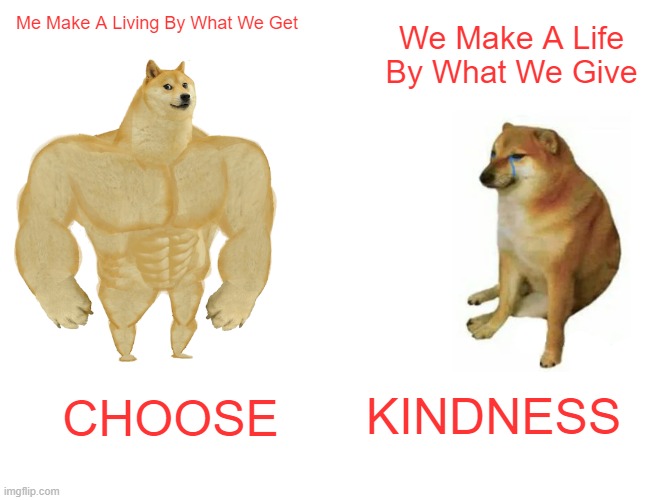 Me Make A Living By What We Get
We Make A Life
By What We Give
CHOOSE
KINDNESS
imgflip.com